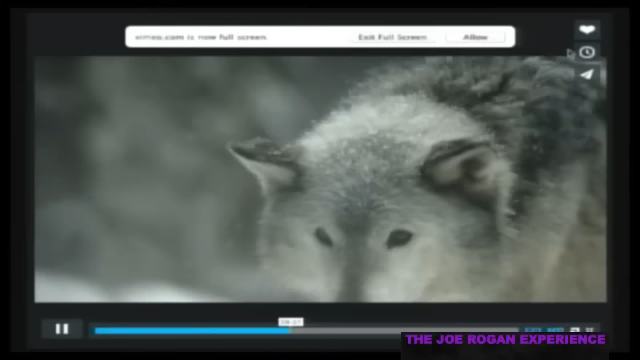 vimeo.com is now full screen. Exit Full Screen Allow
THE JOE ROGAN EXPERIENCE